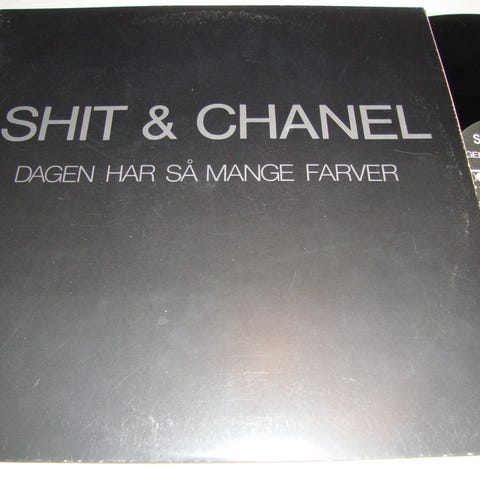 SHIT & CHANEL
DAGEN HAR SÅ MANGE FARVER